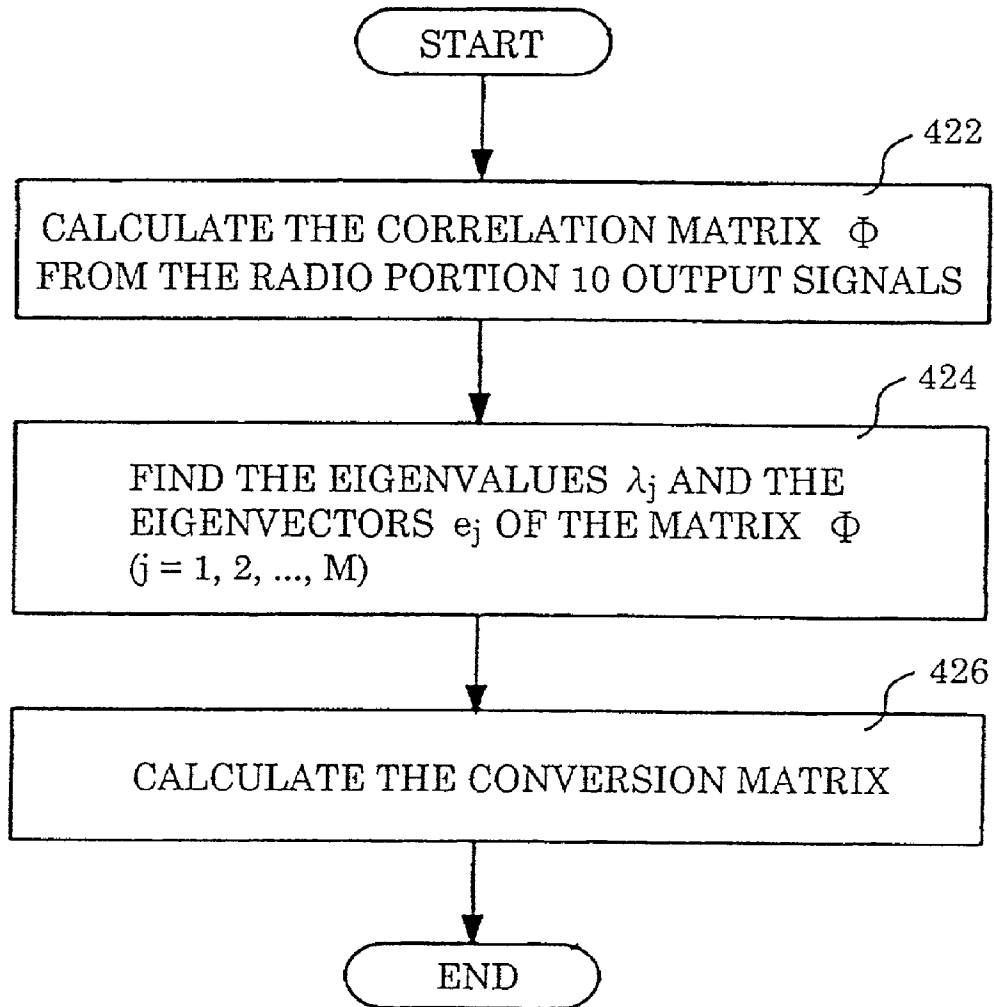 START
422
CALCULATE THE CORRELATION MATRIX Φ
FROM THE RADIO PORTION 10 OUTPUT SIGNALS
424
FIND THE EIGENVALUES λj AND THE
EIGENVECTORS ej OF THE MATRIX Φ
(j = 1, 2, ..., M)
426
CALCULATE THE CONVERSION MATRIX
END